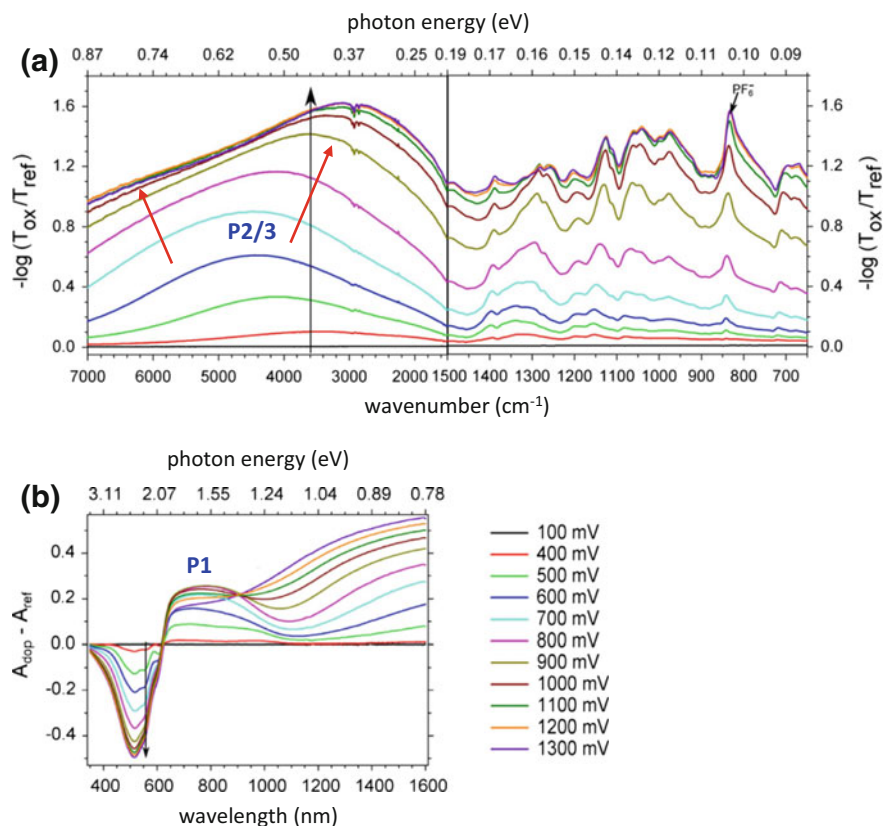 photon energy (eV)
(a) 0.87 0.74 0.62 0.50 0.37 0.25 0.19 0.17 0.16 0.15 0.14 0.13 0.12 0.11 0.10 0.09
PF6⁻
1.6 1.6
1.2 1.2
0.8 0.8
P2/3
0.4 0.4
0.0 0.0
-log (Tox/Tref) -log (Tox/Tref)
7000 6000 5000 4000 3000 2000 1500 1400 1300 1200 1100 1000 900 800 700
wavenumber (cm-1)
photon energy (eV)
(b) 3.11 2.07 1.55 1.24 1.04 0.89 0.78
P1
0.4
0.2
0.0
-0.2
-0.4
Adop - Aref
400 600 800 1000 1200 1400 1600
wavelength (nm)
100 mV
400 mV
500 mV
600 mV
700 mV
800 mV
900 mV
1000 mV
1100 mV
1200 mV
1300 mV